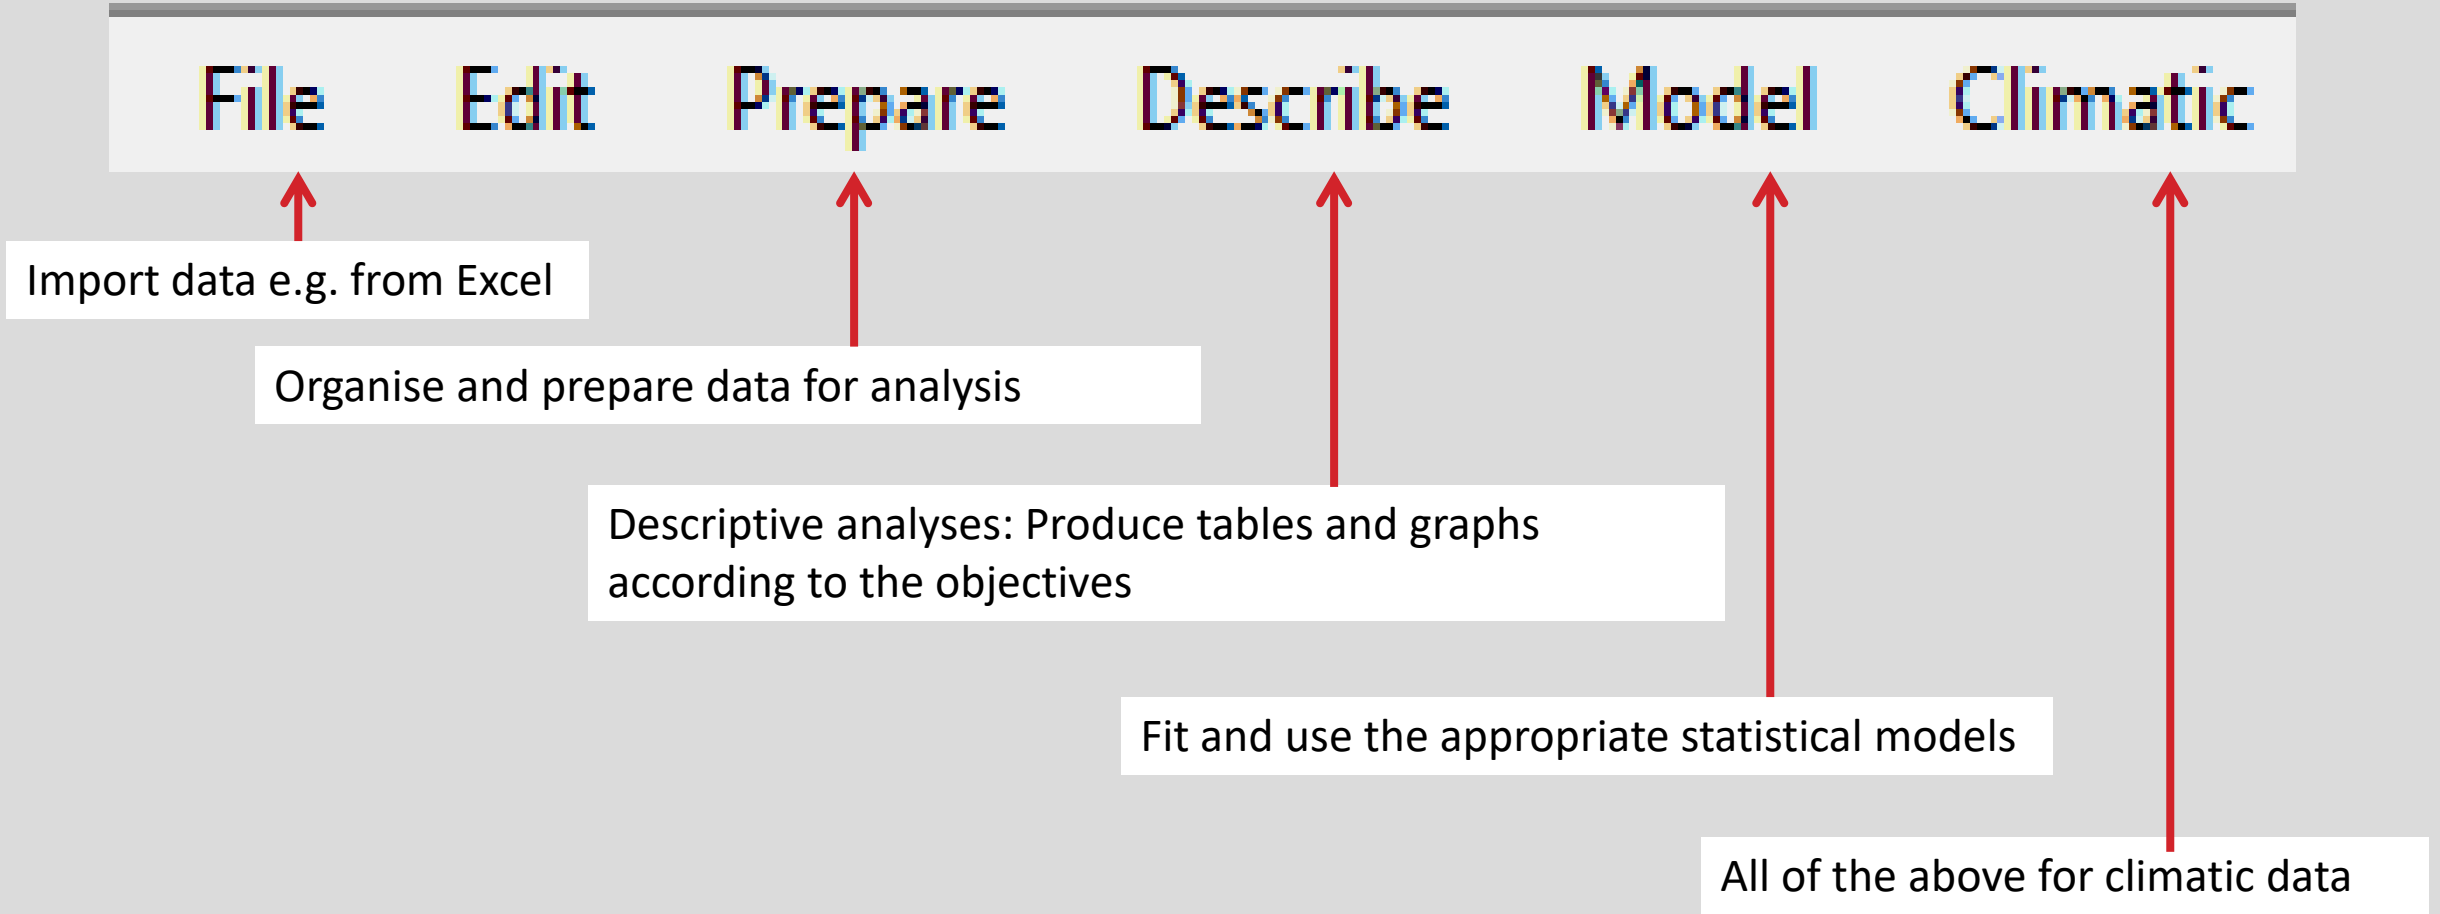 File Edit Prepare Describe Model Climatic
Import data e.g. from Excel
Organise and prepare data for analysis
Descriptive analyses: Produce tables and graphs
according to the objectives
Fit and use the appropriate statistical models
All of the above for climatic data